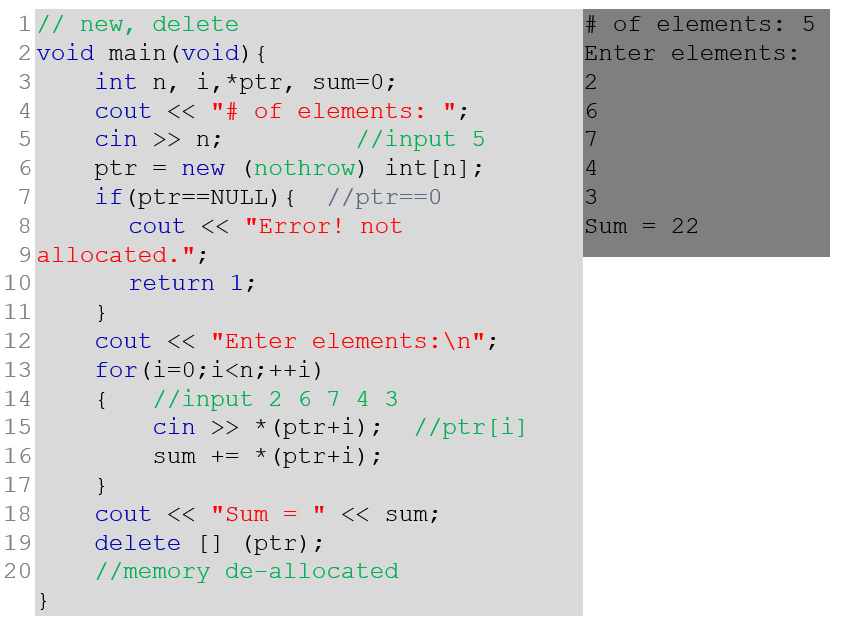 1 // new, delete
2 void main(void){
3 int n, i,*ptr, sum=0;
4 cout << "# of elements: ";
5 cin >> n; //input 5
6 ptr = new (nothrow) int[n];
7 if(ptr==NULL){ //ptr==0
8 cout << "Error! not
9 allocated.";
10 return 1;
11 }
12 cout << "Enter elements:\n";
13 for(i=0;i<n;++i)
14 { //input 2 6 7 4 3
15 cin >> *(ptr+i); //ptr[i]
16 sum += *(ptr+i);
17 }
18 cout << "Sum = " << sum;
19 delete [] (ptr);
20 //memory de-allocated
}
# of elements: 5
Enter elements:
2
6
7
4
3
Sum = 22